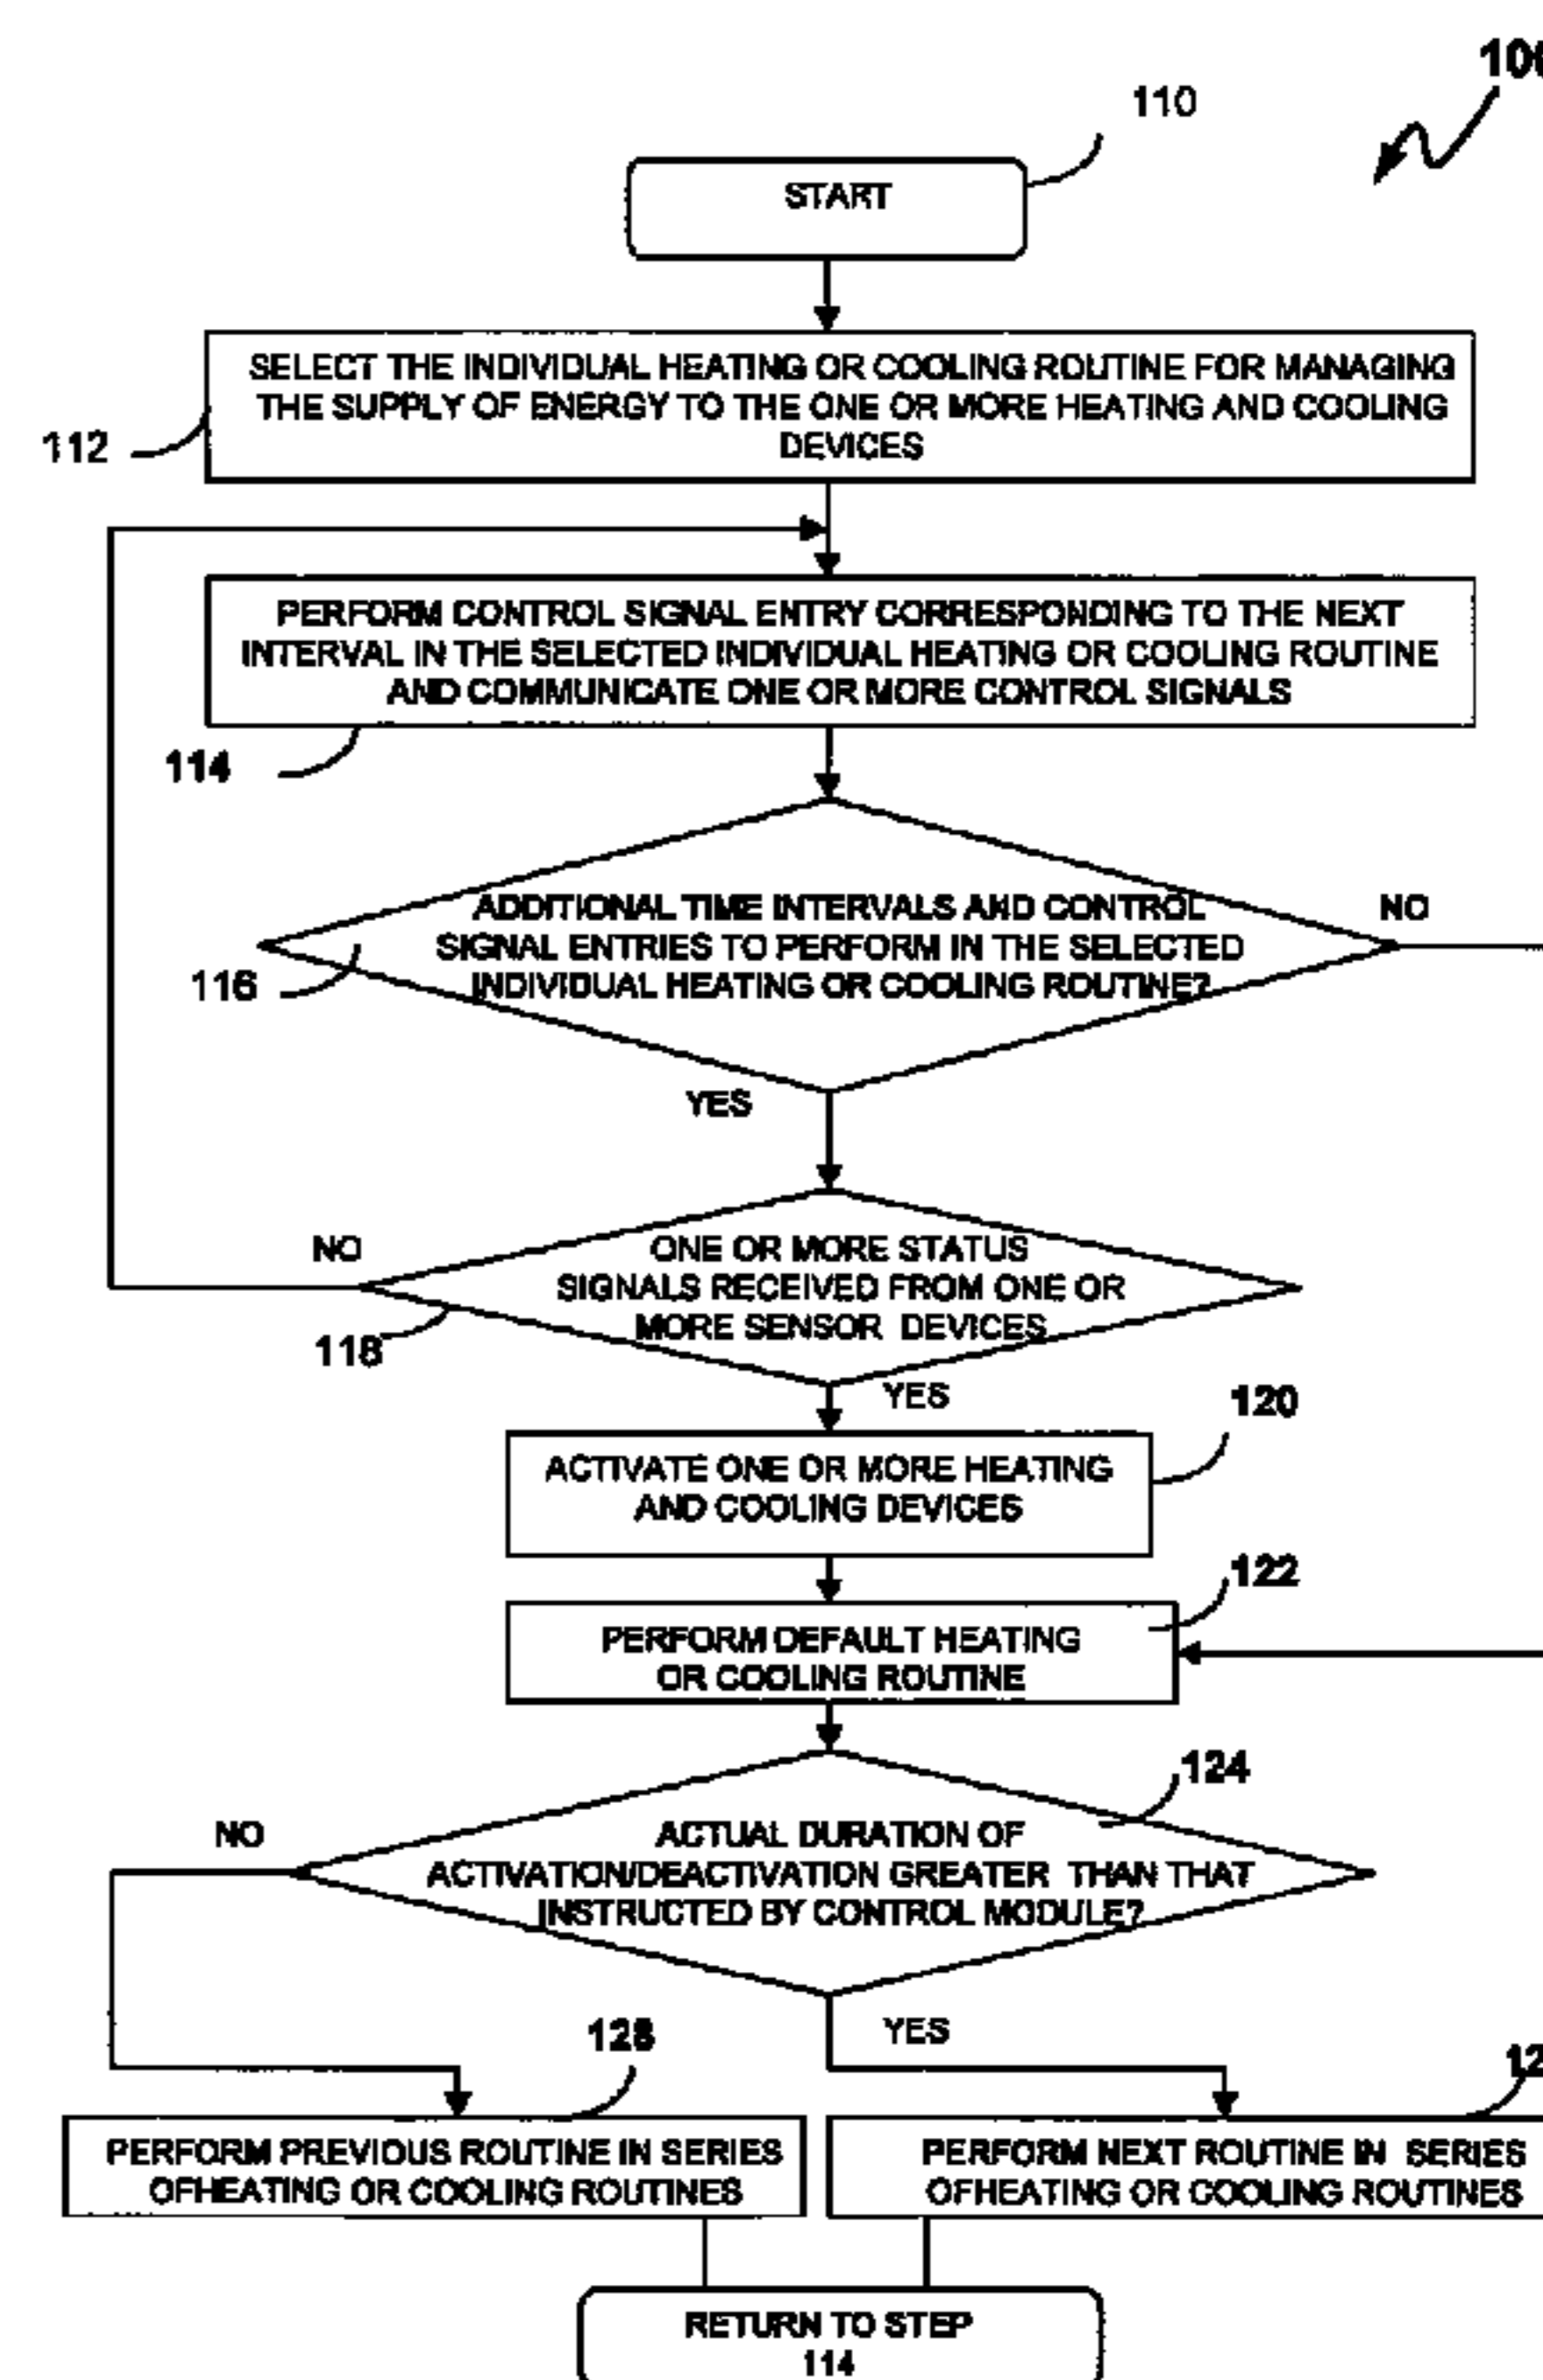 110
START
SELECT THE INDIVIDUAL HEATING OR COOLING ROUTINE FOR MANAGING
THE SUPPLY OF ENERGY TO THE ONE OR MORE HEATING AND COOLING
DEVICES
112
PERFORM CONTROL SIGNAL ENTRY CORRESPONDING TO THE NEXT
INTERVAL IN THE SELECTED INDIVIDUAL HEATING OR COOLING ROUTINE
AND COMMUNICATE ONE OR MORE CONTROL SIGNALS
114
ADDITIONAL TIME INTERVALS AND CONTROL
SIGNAL ENTRIES TO PERFORM IN THE SELECTED
INDIVIDUAL HEATING OR COOLING ROUTINE?
NO
116
YES
NO
ONE OR MORE STATUS
SIGNALS RECEIVED FROM ONE OR
MORE SENSOR DEVICES
118
YES
120
ACTIVATE ONE OR MORE HEATING
AND COOLING DEVICES
122
PERFORM DEFAULT HEATING
OR COOLING ROUTINE
124
NO
ACTUAL DURATION OF
ACTIVATION/DEACTIVATION GREATER THAN THAT
INSTRUCTED BY CONTROL MODULE?
YES
128
PERFORM PREVIOUS ROUTINE IN SERIES
OFHEATING OR COOLING ROUTINES
PERFORM NEXT ROUTINE IN SERIES
OFHEATING OR COOLING ROUTINES
RETURN TO STEP
114